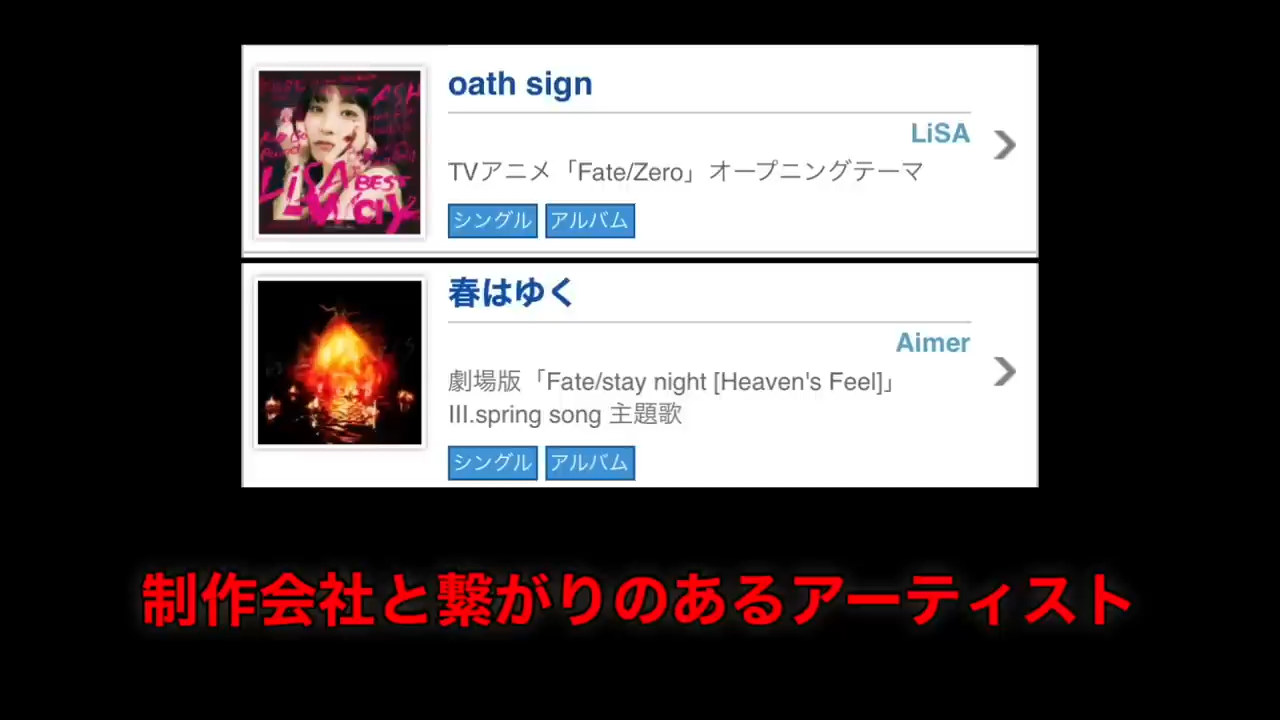 oath sign
LiSA
TVアニメ「Fate/Zero」オープニングテーマ
シングル アルバム
LiSA BEST
春はゆく
Aimer
劇場版「Fate/stay night [Heaven's Feel]」
III.spring song 主題歌
シングル アルバム
制作会社と繋がりのあるアーティスト